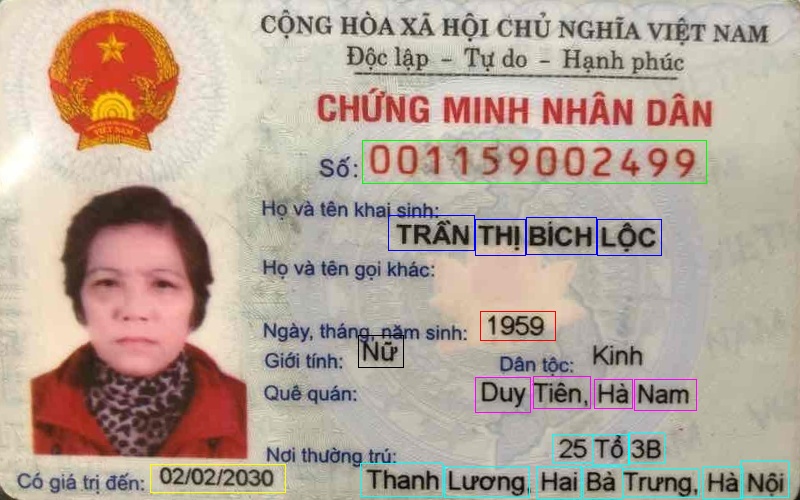 CỘNG HÒA XÃ HỘI CHỦ NGHĨA VIỆT NAM
Độc lập - Tự do - Hạnh phúc
CHỨNG MINH NHÂN DÂN
VIỆT NAM
Số: 001159002499
Họ và tên khai sinh:
TRẦN THỊ BÍCH LỘC
Họ và tên gọi khác:
Ngày, tháng, năm sinh: 1959
Giới tính: Nữ Dân tộc: Kinh
Quê quán: Duy Tiên, Hà Nam
Nơi thường trú: 25 Tổ 3B
Có giá trị đến: 02/02/2030 Thanh Lương, Hai Bà Trưng, Hà Nội